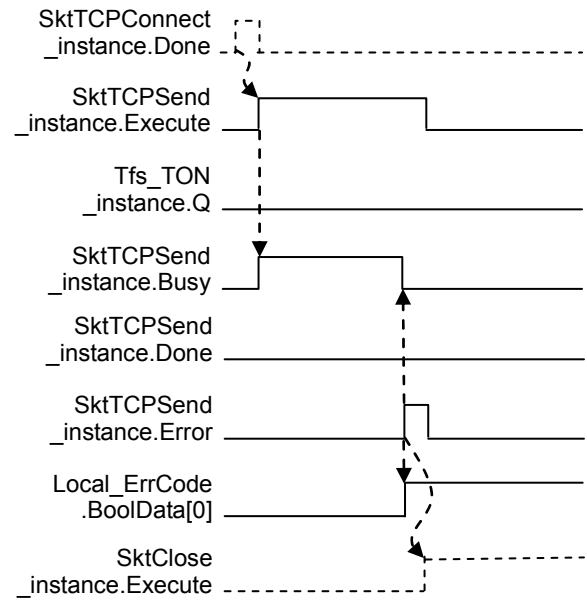 SktTCPConnect
_instance.Done
SktTCPSend
_instance.Execute
Tfs_TON
_instance.Q
SktTCPSend
_instance.Busy
SktTCPSend
_instance.Done
SktTCPSend
_instance.Error
Local_ErrCode
.BoolData[0]
SktClose
_instance.Execute